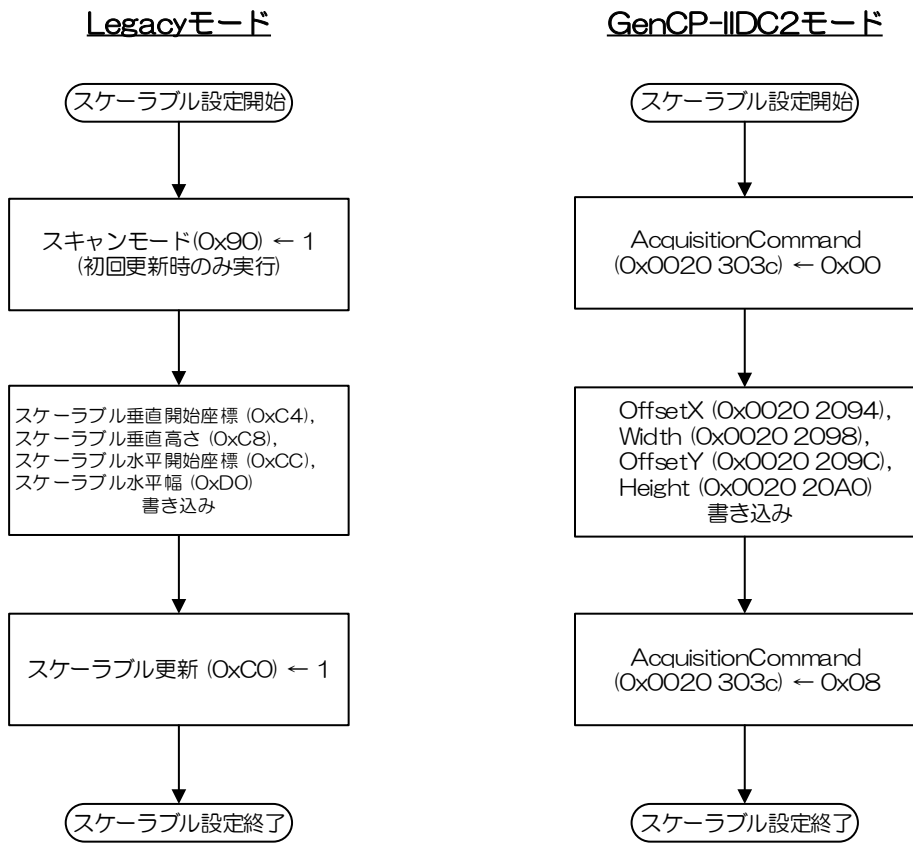 Legacyモード
スケーラブル設定開始
スキャンモード(0x90) ← 1
(初回更新時のみ実行)
スケーラブル垂直開始座標 (0xC4),
スケーラブル垂直高さ (0xC8),
スケーラブル水平開始座標 (0xCC),
スケーラブル水平幅 (0xD0)
書き込み
スケーラブル更新 (0xC0) ← 1
スケーラブル設定終了
GenCP-IIDC2モード
スケーラブル設定開始
AcquisitionCommand
(0x0020 303c) ← 0x00
OffsetX (0x0020 2094),
Width (0x0020 2098),
OffsetY (0x0020 209C),
Height (0x0020 20A0)
書き込み
AcquisitionCommand
(0x0020 303c) ← 0x08
スケーラブル設定終了